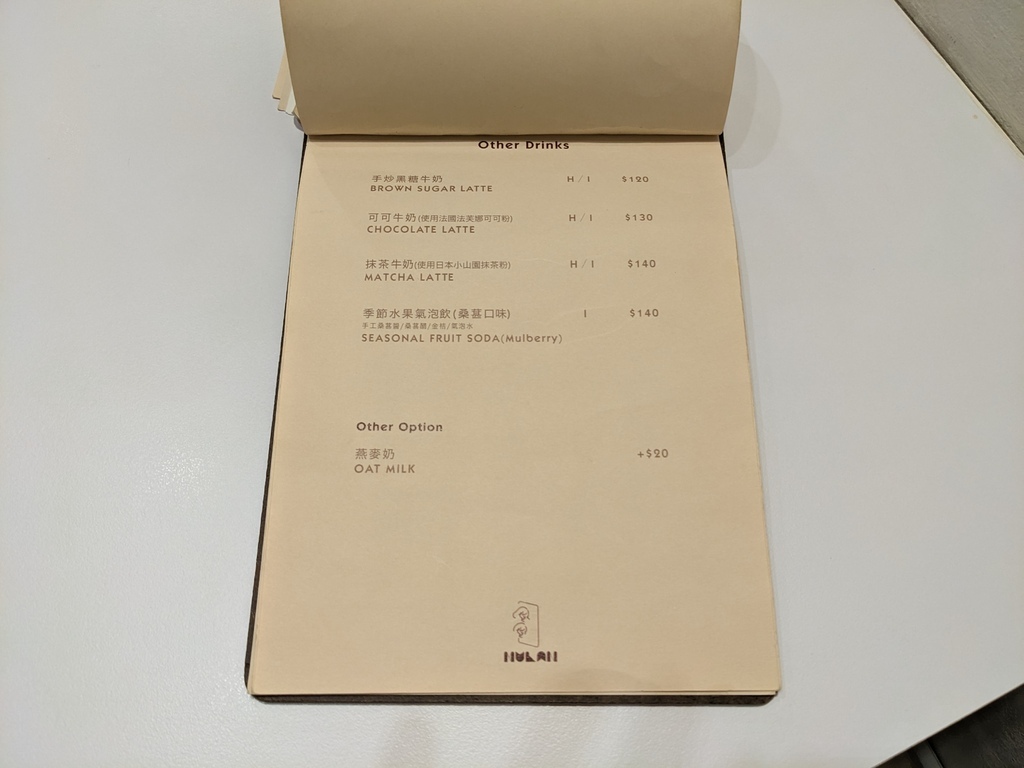 Other Drinks
手炒黑糖牛奶 H / I $120
BROWN SUGAR LATTE
可可牛奶(使用法國法芙娜可可粉) H / I $130
CHOCOLATE LATTE
抹茶牛奶(使用日本小山園抹茶粉) H / I $140
MATCHA LATTE
季節水果氣泡飲(桑葚口味) I $140
手工桑葚醬/桑葚醋/金桔/氣泡水
SEASONAL FRUIT SODA(Mulberry)
Other Option
燕麥奶 +$20
OAT MILK